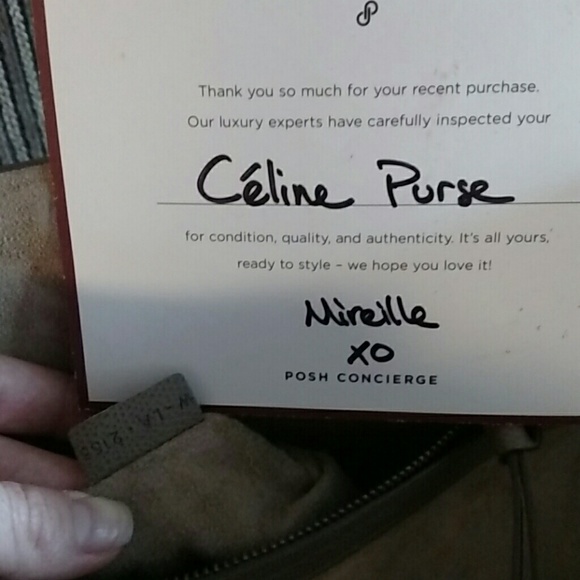 Thank you so much for your recent purchase.
Our luxury experts have carefully inspected your
Céline Purse
for condition, quality, and authenticity. It's all yours,
ready to style – we hope you love it!
Mireille
XO
POSH CONCIERGE